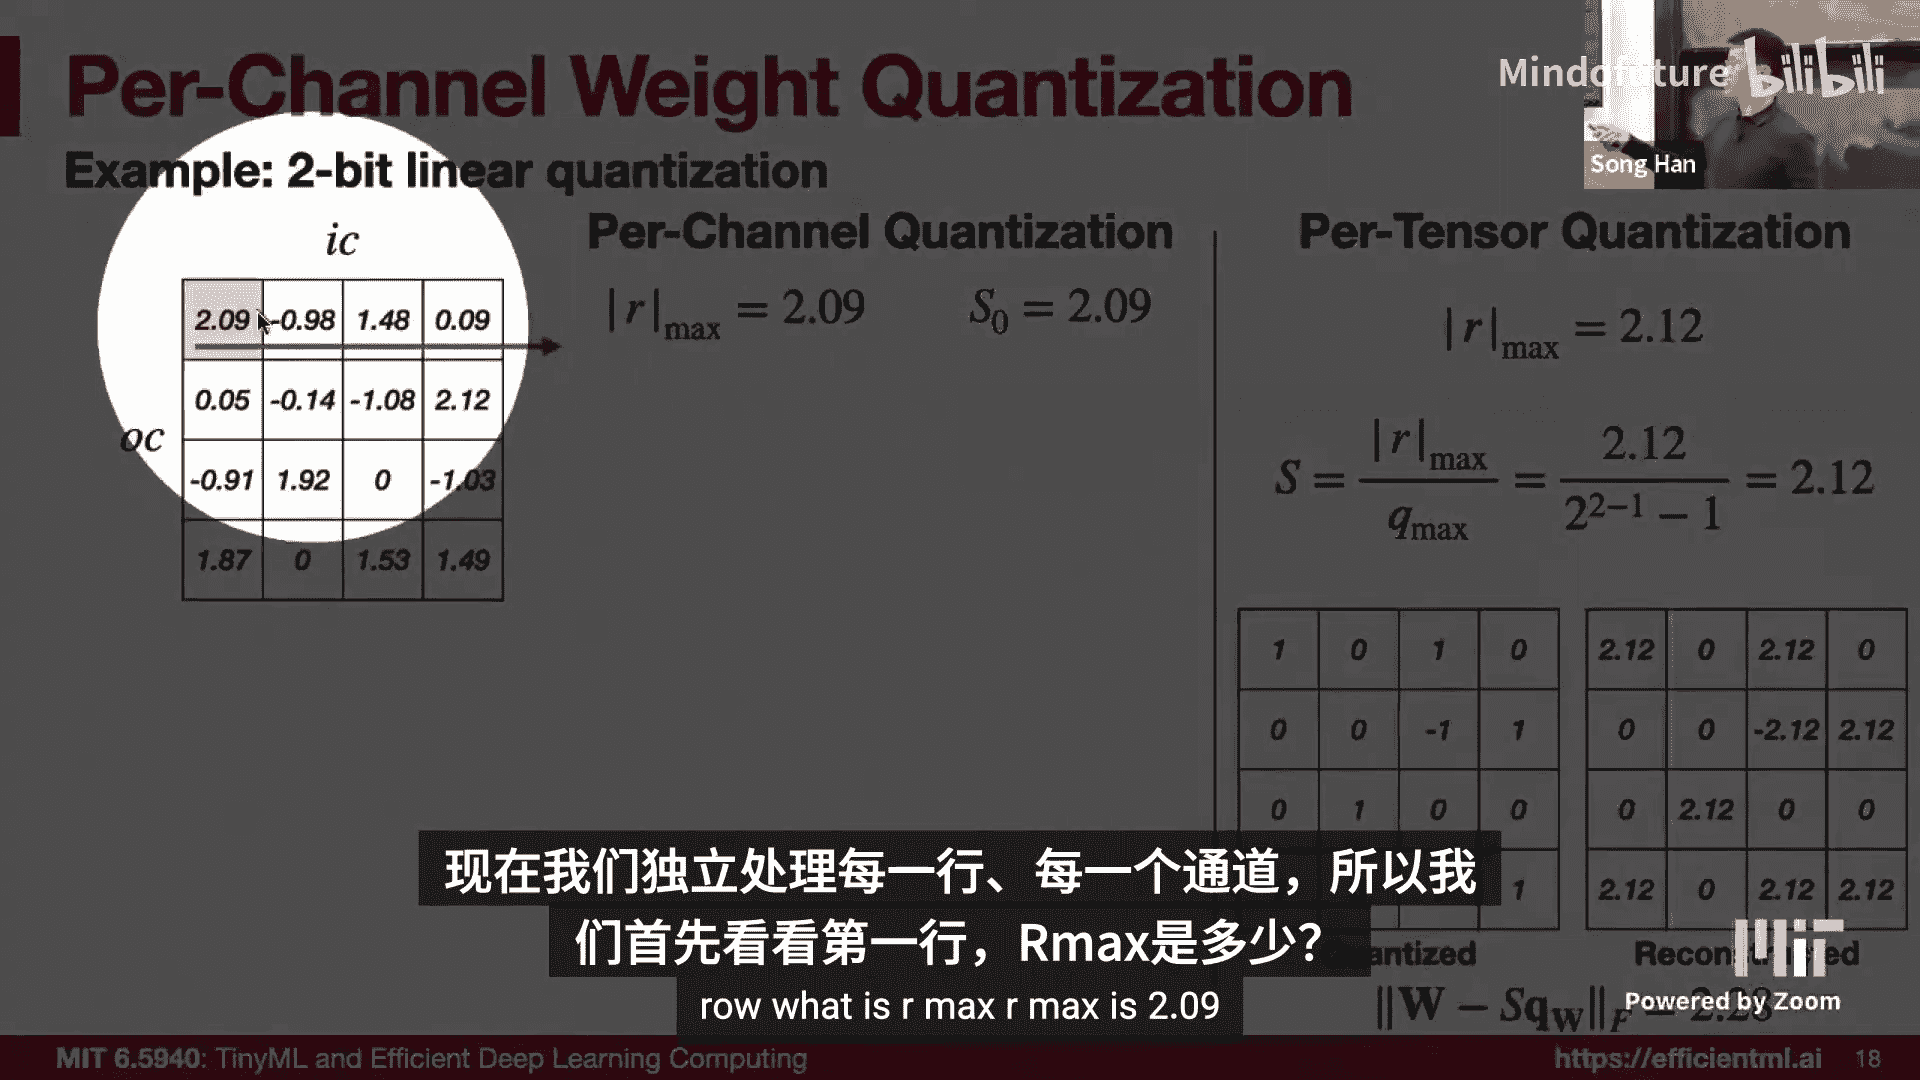 Per-Channel Weight Quantization
Mindofuture
bilibili
Song Han
Example: 2-bit linear quantization
ic
oc
2.09 -0.98 1.48 0.09
0.05 -0.14 -1.08 2.12
-0.91 1.92 0 -1.03
1.87 0 1.53 1.49
Per-Channel Quantization
|r|max = 2.09 S0 = 2.09
Per-Tensor Quantization
|r|max = 2.12
S = |r|max / qmax = 2.12 / 2^(2−1) − 1 = 2.12
1 0 1 0
0 0 -1 1
0 1 0 0
1
2.12 0 2.12 0
0 0 -2.12 2.12
0 2.12 0 0
2.12 0 2.12 2.12
‖W − SqW‖F = 2.28
现在我们独立处理每一行、每一个通道，所以我
们首先看看第一行，Rmax是多少？
row what is r max r max is 2.09
Powered by Zoom
MIT 6.5940: TinyML and Efficient Deep Learning Computing
https://efficientml.ai 18